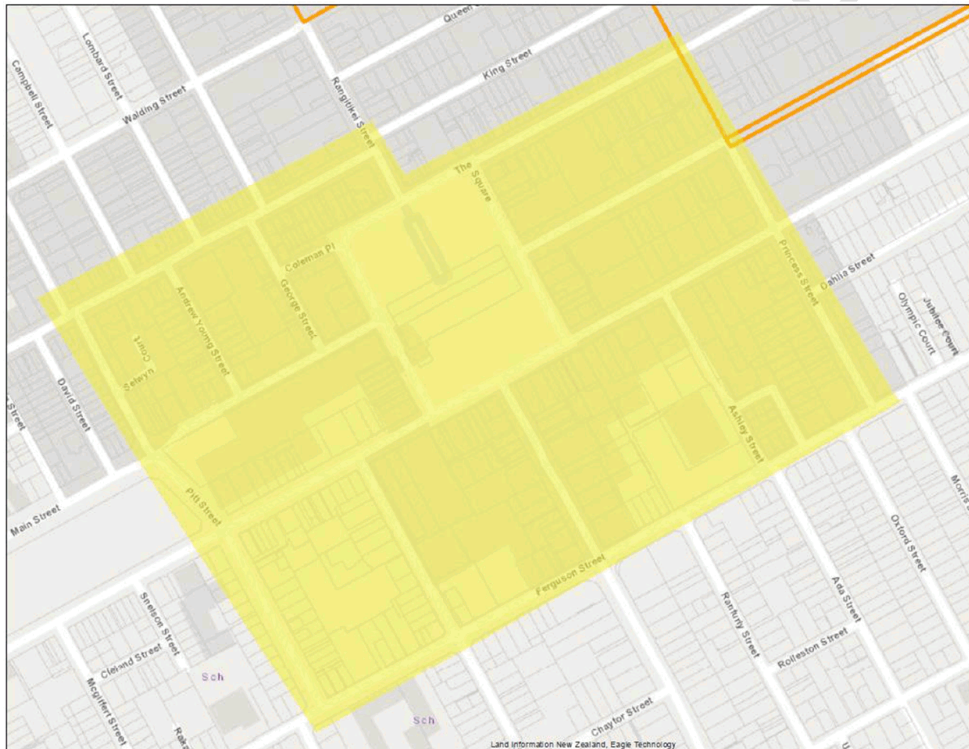 Queen
Lombard Street
Campbell Street
King Street
Rangitikei Street
Walding Street
The Square
Coleman Pl
Princess Street
Dahlia Street
Andrew Young Street
George Street
Olympic Court
Jubilee Court
Selwyn Court
David Street
Street
Ashley Street
Pitt Street
Main Street
Morris
Oxford Street
Ferguson Street
Ada Street
Snelson Street
Ranfurly Street
Rolleston Street
Cleland Street
Sch
Mcgiffert Street
Sch
Chaytor Street
Raka
Land Information New Zealand, Eagle Technology